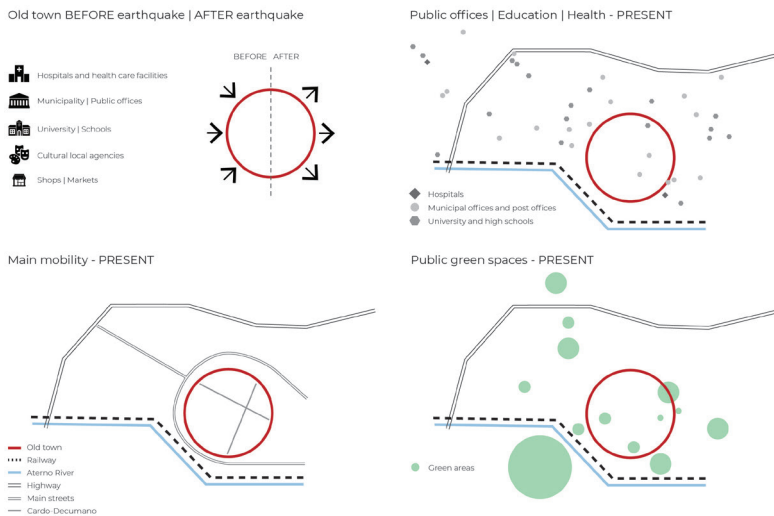 Old town BEFORE earthquake | AFTER earthquake
BEFORE AFTER
Hospitals and health care facilities
Municipality | Public offices
University | Schools
Cultural local agencies
Shops | Markets
Public offices | Education | Health - PRESENT
Hospitals
Municipal offices and post offices
University and high schools
Main mobility - PRESENT
Old town
Railway
Aterno River
Highway
Main streets
Cardo-Decumano
Public green spaces - PRESENT
Green areas